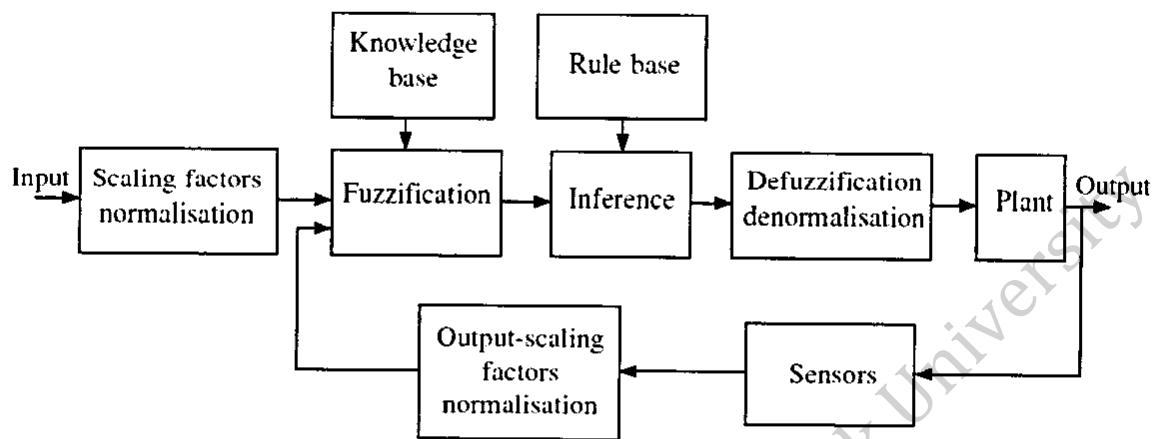 Knowledge
base
Rule base
Input
Scaling factors
normalisation
Fuzzification
Inference
Defuzzification
denormalisation
Plant
Output
Output-scaling
factors
normalisation
Sensors
University